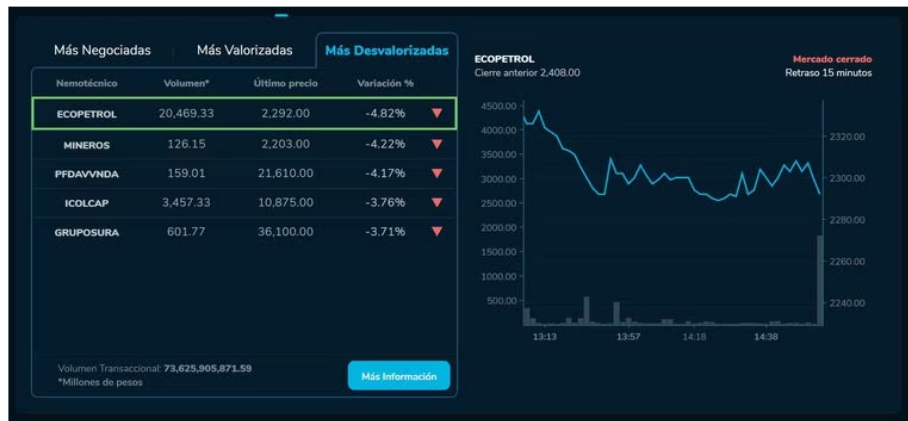 Más Negociadas
Más Valorizadas
Más Desvalorizadas
Nemotécnico Volumen* Último precio Variación %
ECOPETROL 20,469.33 2,292.00 -4.82%
MINEROS 126.15 2,203.00 -4.22%
PFDAVVNDA 159.01 21,610.00 -4.17%
ICOLCAP 3,457.33 10,875.00 -3.76%
GRUPOSURA 601.77 36,100.00 -3.71%
Volumen Transaccional: 73,625,905,871.59
*Millones de pesos
Más Información
ECOPETROL
Cierre anterior 2,408.00
Mercado cerrado
Retraso 15 minutos
4500.00
4000.00
3500.00
3000.00
2500.00
2000.00
1500.00
1000.00
500.00
2320.00
2300.00
2280.00
2260.00
2240.00
13:13 13:57 14:18 14:38